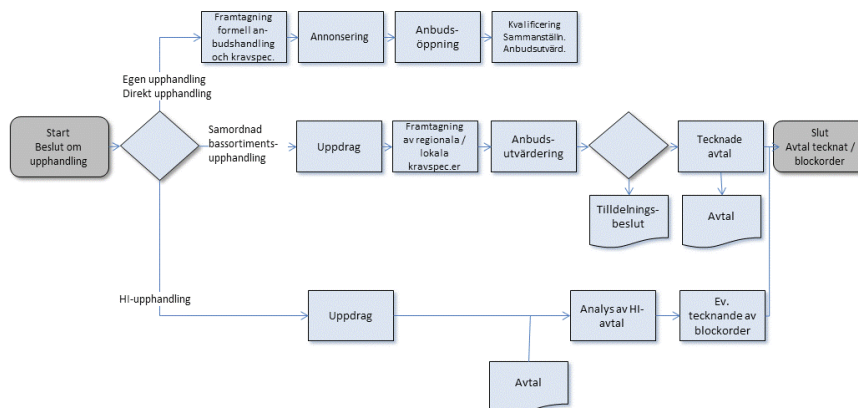 Framtagning
formell an-
budshandling
och kravspec.
Annonsering
Anbuds-
öppning
Kvalificering
Sammanställn.
Anbudsutvärd.
Egen upphandling
Direkt upphandling
Start
Beslut om
upphandling
Samordnad
bassortiments-
upphandling
Uppdrag
Framtagning
av regionala /
lokala
kravspec.er
Anbuds-
utvärdering
Tecknade
avtal
Slut
Avtal tecknat /
blockorder
Tilldelnings-
beslut
Avtal
HI-upphandling
Uppdrag
Analys av HI-
avtal
Ev.
tecknande av
blockorder
Avtal